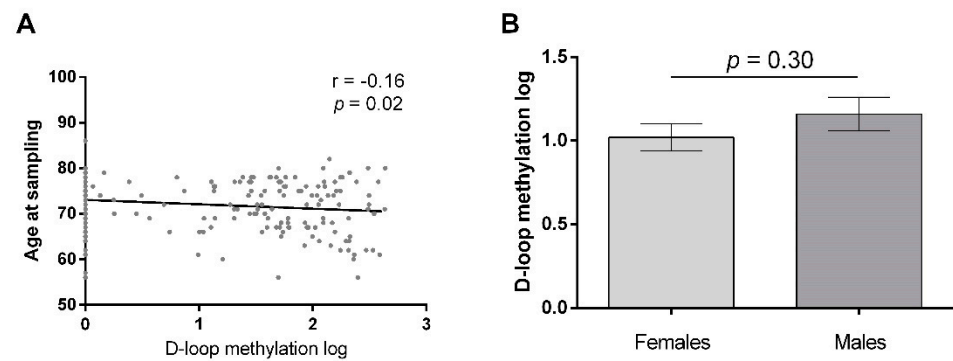 A
Age at sampling
100
90
80
70
60
50
r = -0.16
p = 0.02
0
1
2
3
D-loop methylation log
B
D-loop methylation log
1.5
1.0
0.5
0.0
p = 0.30
Females
Males